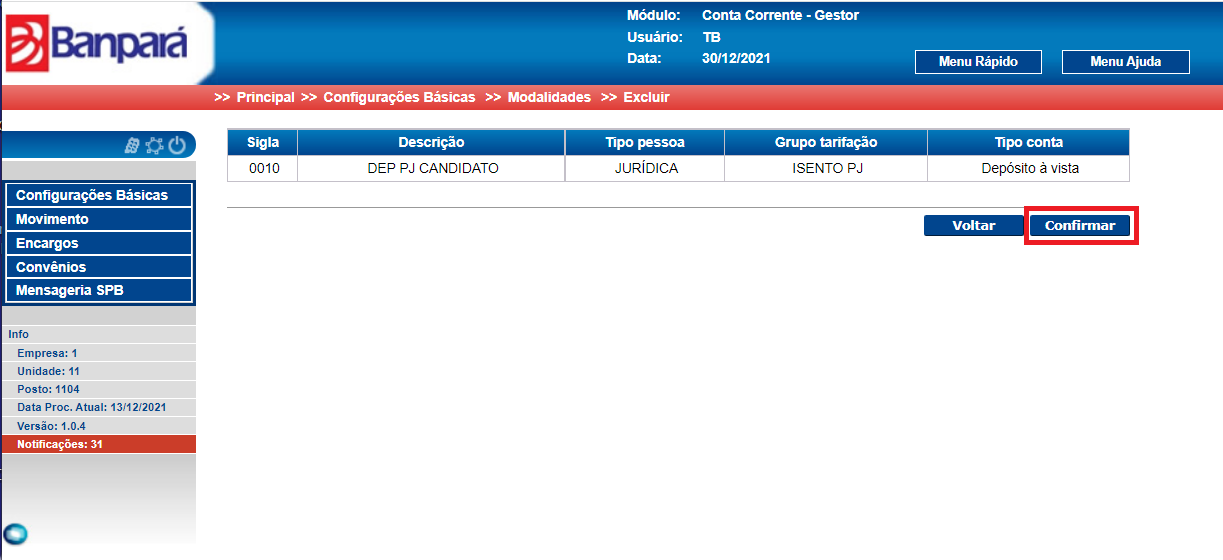 Banpará
Módulo: Conta Corrente - Gestor
Usuário: TB
Data: 30/12/2021
Menu Rápido Menu Ajuda
>> Principal >> Configurações Básicas >> Modalidades >> Excluir
Sigla Descrição Tipo pessoa Grupo tarifação Tipo conta
0010 DEP PJ CANDIDATO JURÍDICA ISENTO PJ Depósito à vista
Voltar Confirmar
Configurações Básicas
Movimento
Encargos
Convênios
Mensageria SPB
Info
Empresa: 1
Unidade: 11
Posto: 1104
Data Proc. Atual: 13/12/2021
Versão: 1.0.4
Notificações: 31